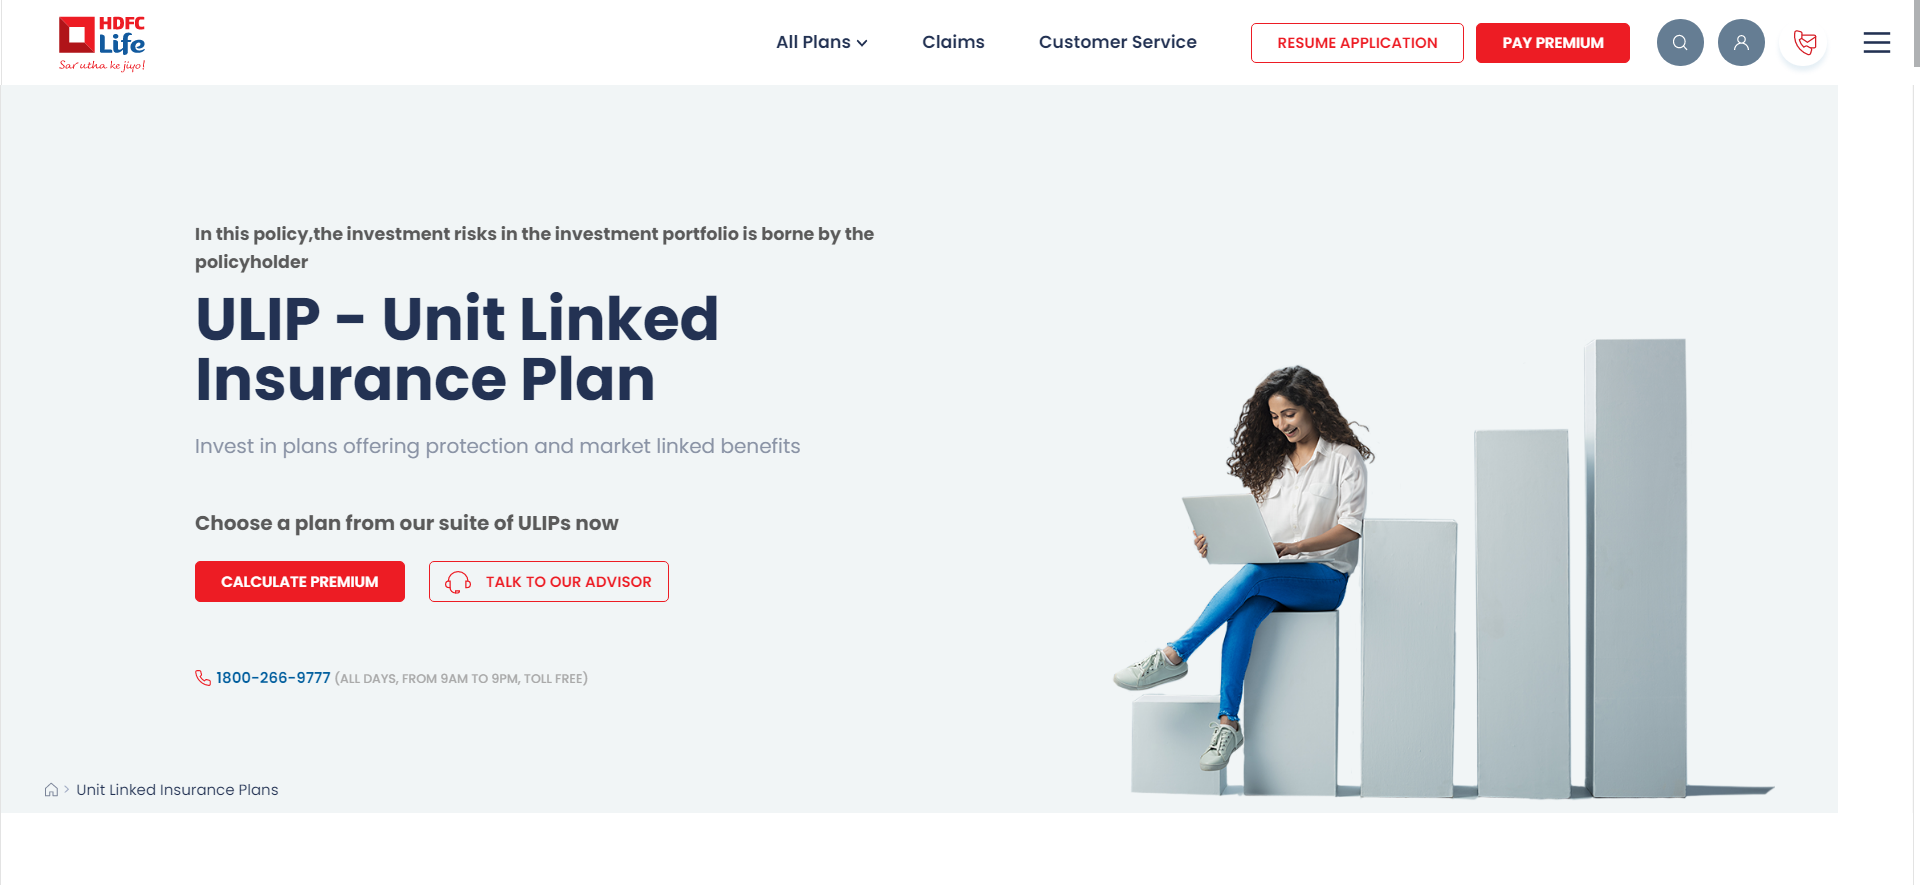 HDFC
Life
Sar utha ke jiyo!
All Plans
Claims
Customer Service
RESUME APPLICATION
PAY PREMIUM
In this policy,the investment risks in the investment portfolio is borne by the
policyholder
ULIP - Unit Linked
Insurance Plan
Invest in plans offering protection and market linked benefits
Choose a plan from our suite of ULIPs now
CALCULATE PREMIUM
TALK TO OUR ADVISOR
1800-266-9777 (ALL DAYS, FROM 9AM TO 9PM, TOLL FREE)
Unit Linked Insurance Plans